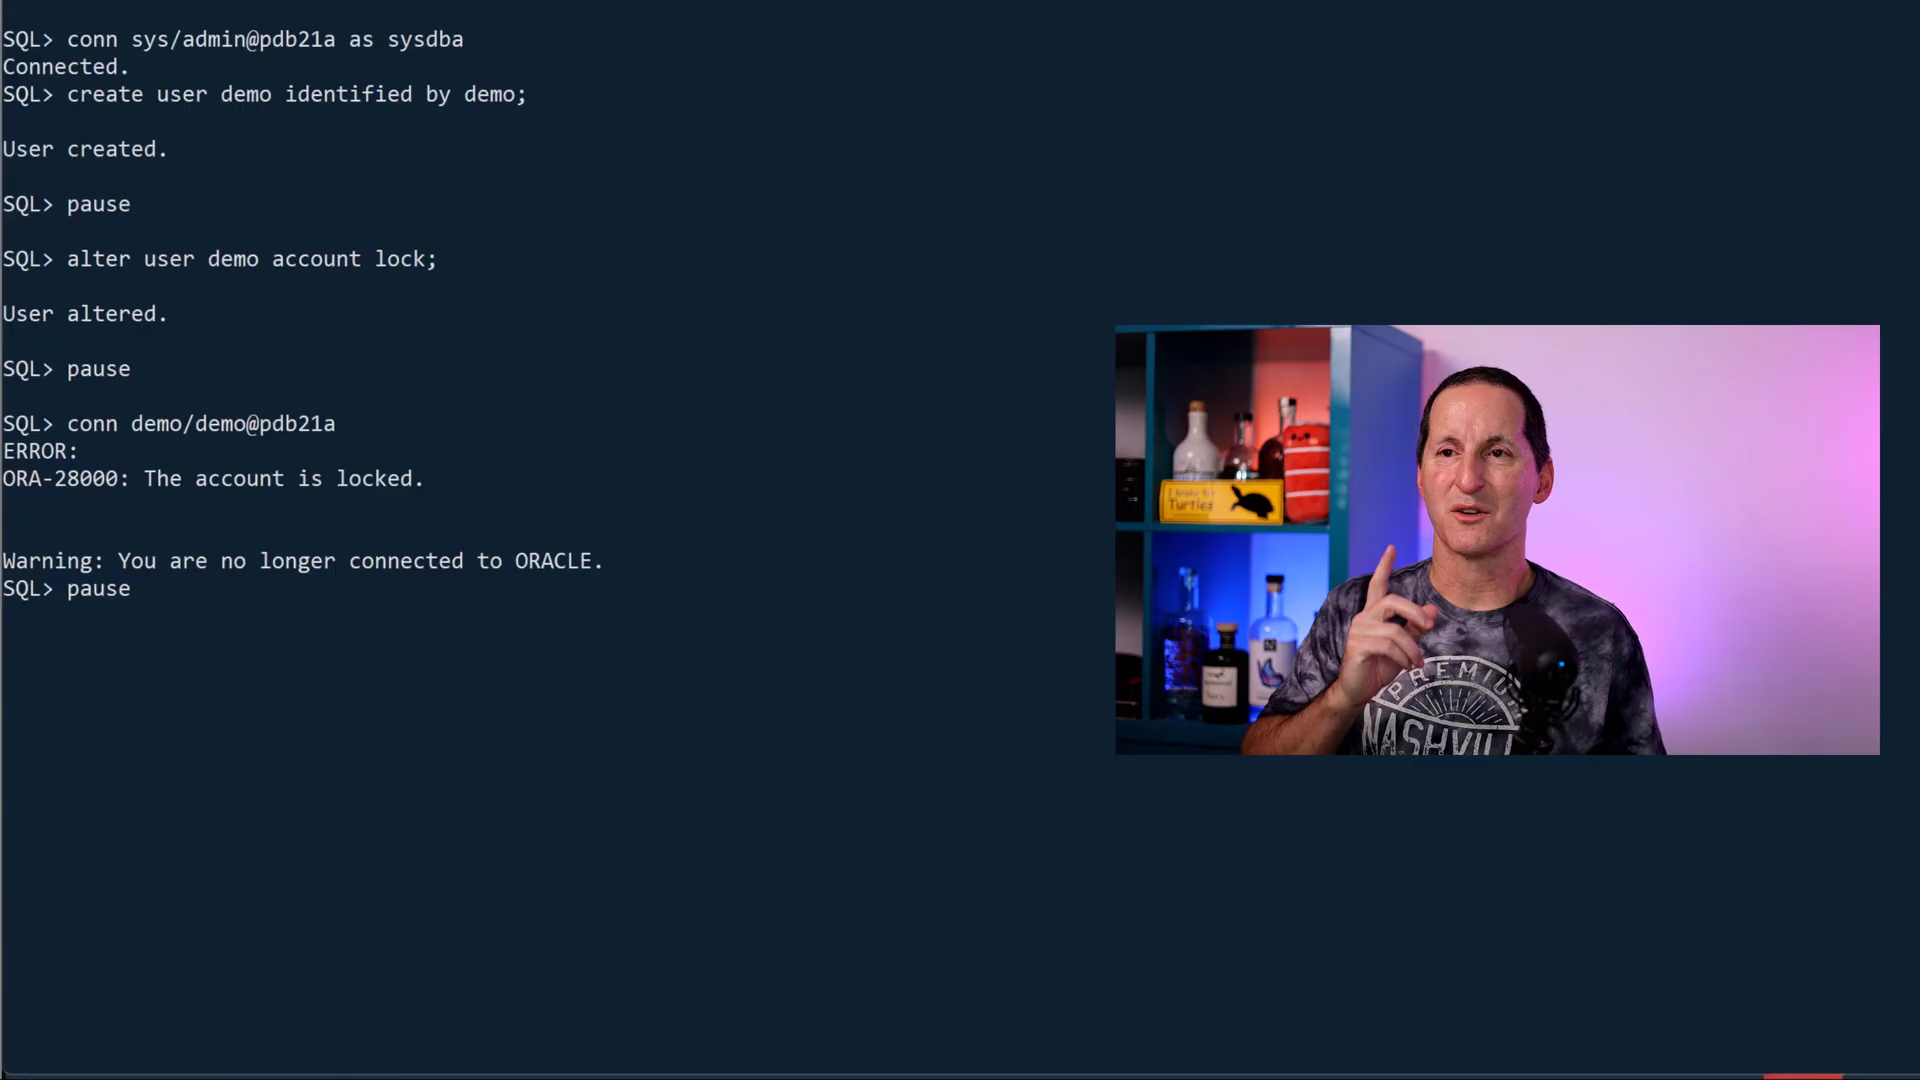 SQL> conn sys/admin@pdb21a as sysdba
Connected.
SQL> create user demo identified by demo;
User created.
SQL> pause
SQL> alter user demo account lock;
User altered.
SQL> pause
SQL> conn demo/demo@pdb21a
ERROR:
ORA-28000: The account is locked.
Warning: You are no longer connected to ORACLE.
SQL> pause
Turtles
PREMIU
NASHVIL